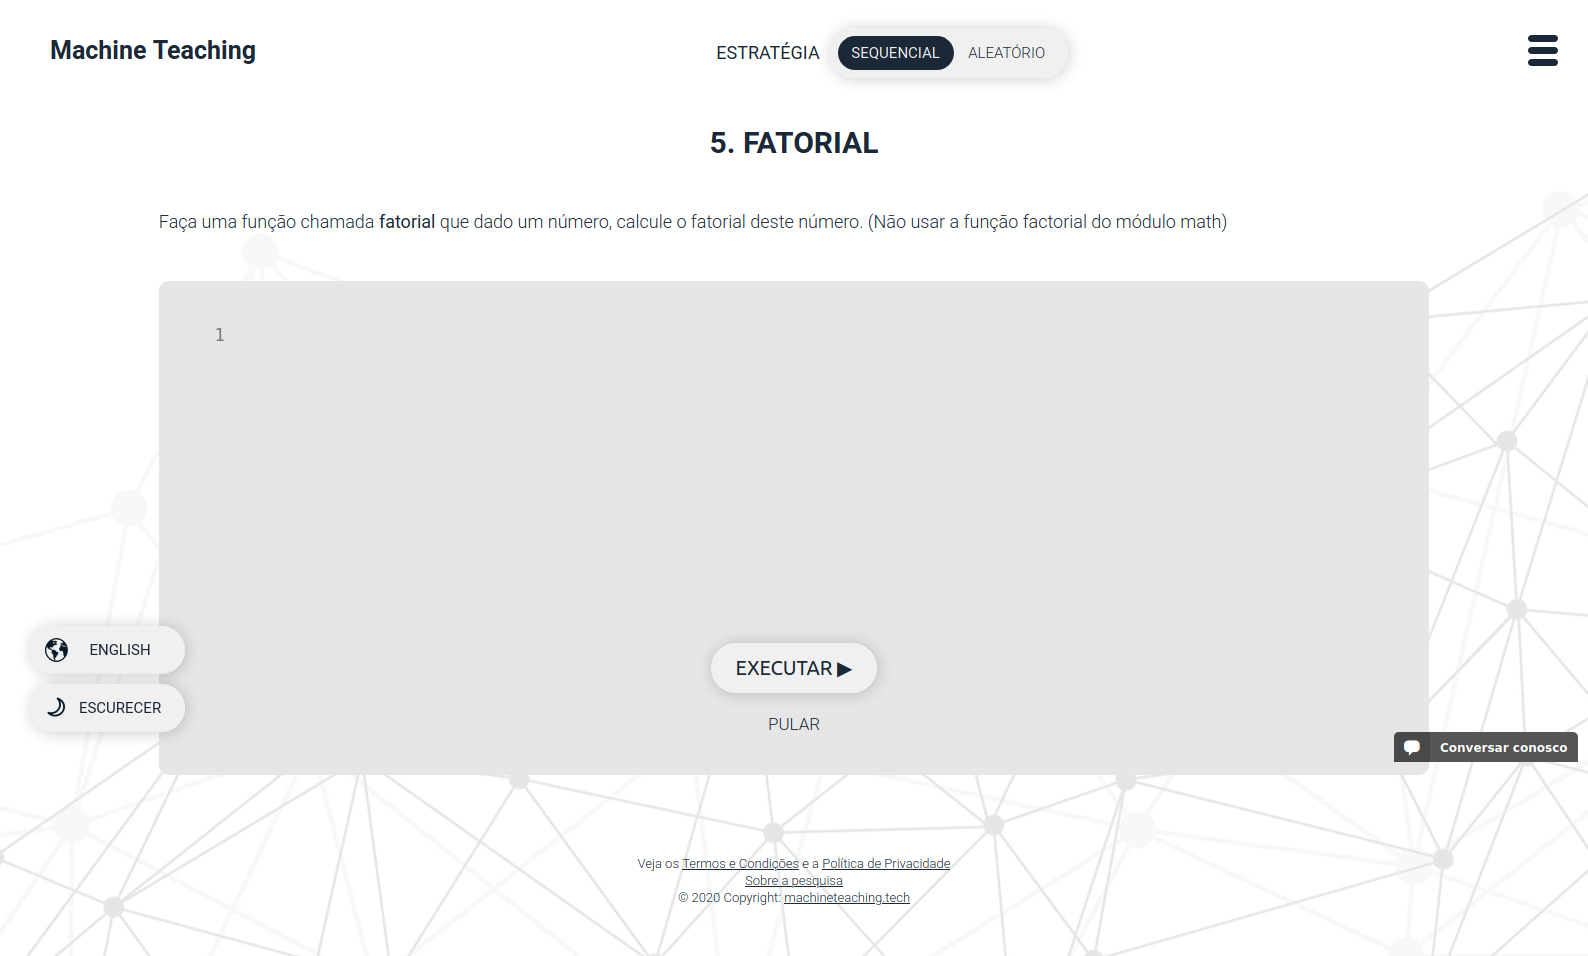 Machine Teaching
ESTRATÉGIA SEQUENCIAL ALEATÓRIO
5. FATORIAL
Faça uma função chamada fatorial que dado um número, calcule o fatorial deste número. (Não usar a função factorial do módulo math)
1
ENGLISH
EXECUTAR ▶
ESCURECER
PULAR
Conversar conosco
Veja os Termos e Condições e a Política de Privacidade
Sobre a pesquisa
© 2020 Copyright: machineteaching.tech